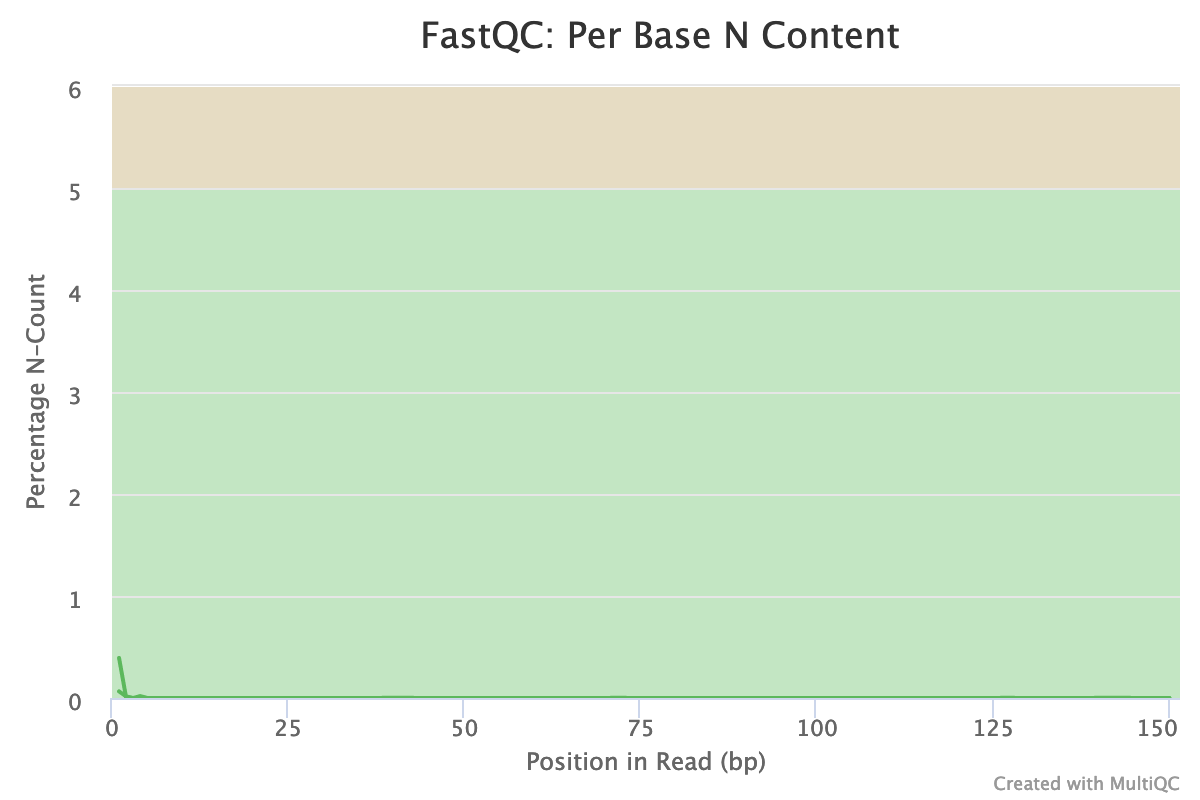 FastQC: Per Base N Content
6
5
4
3
2
1
0
Percentage N-Count
0 25 50 75 100 125 150
Position in Read (bp)
Created with MultiQC